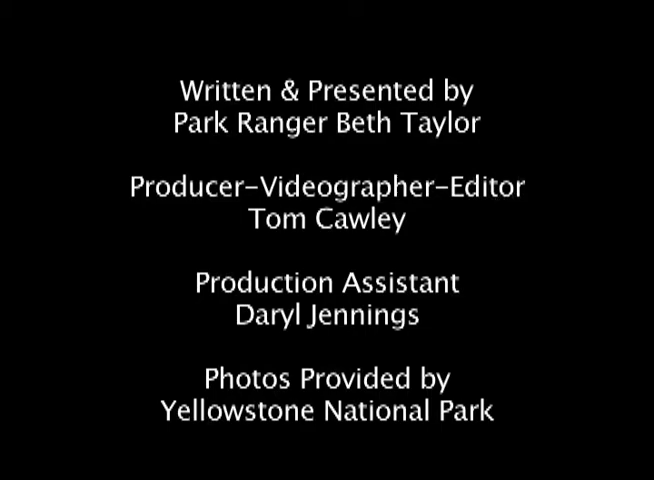 Written & Presented by
Park Ranger Beth Taylor
Producer-Videographer-Editor
Tom Cawley
Production Assistant
Daryl Jennings
Photos Provided by
Yellowstone National Park